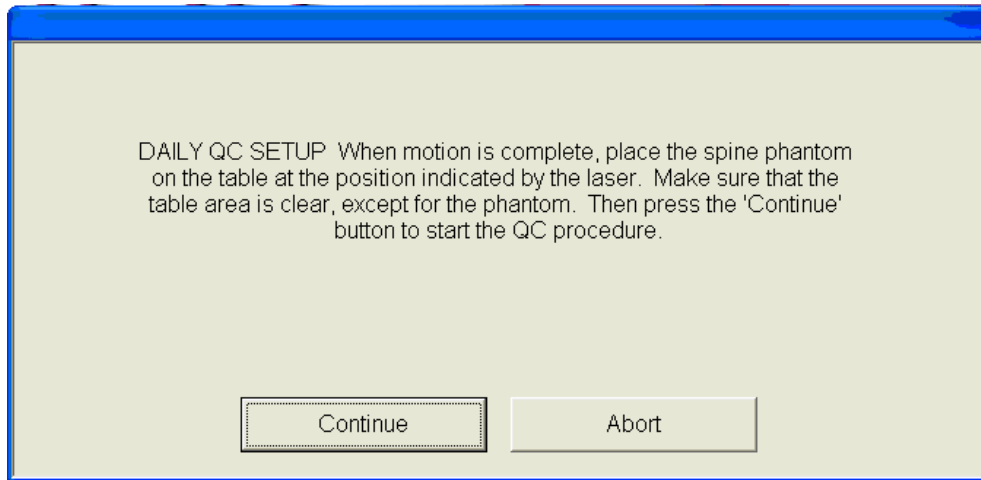 DAILY QC SETUP  When motion is complete, place the spine phantom
on the table at the position indicated by the laser.  Make sure that the
table area is clear, except for the phantom.  Then press the 'Continue'
button to start the QC procedure.
Continue
Abort